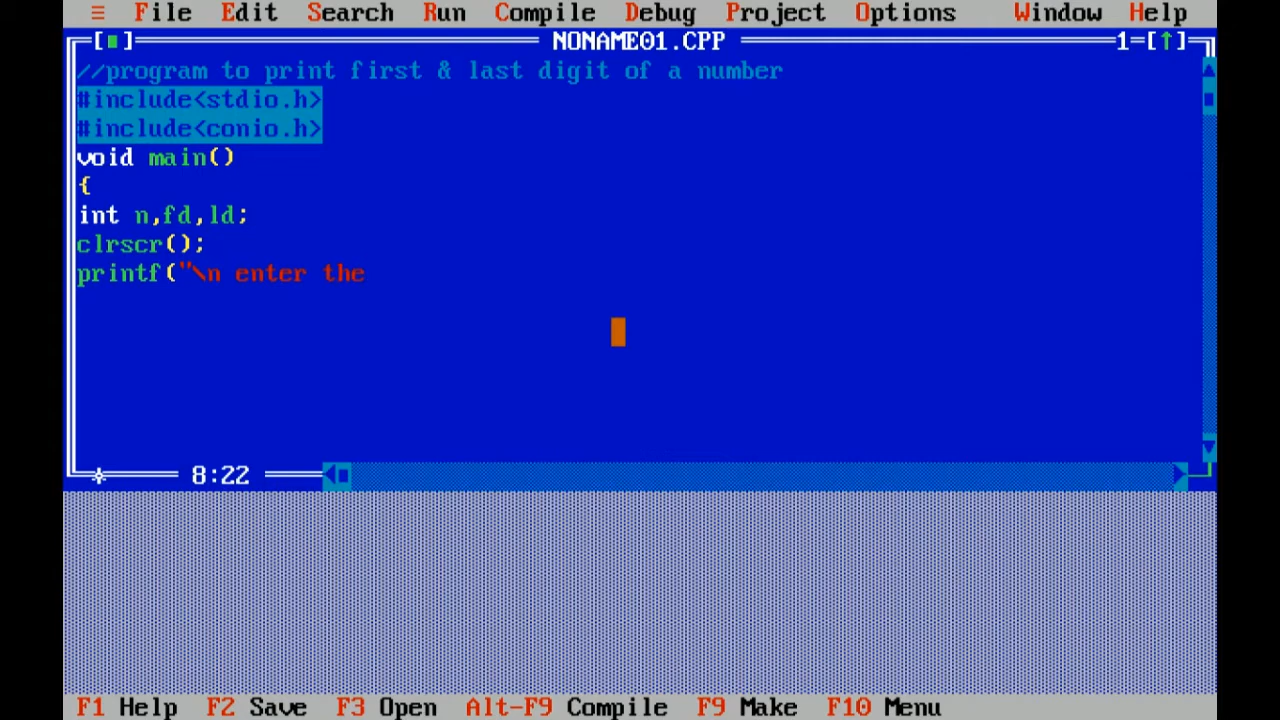 ≡ File Edit Search Run Compile Debug Project Options Window Help
[■] NONAME01.CPP 1=[↑]
//program to print first & last digit of a number
#include<stdio.h>
#include<conio.h>
void main()
{
int n,fd,ld;
clrscr();
printf("\n enter the
8:22
F1 Help F2 Save F3 Open Alt-F9 Compile F9 Make F10 Menu